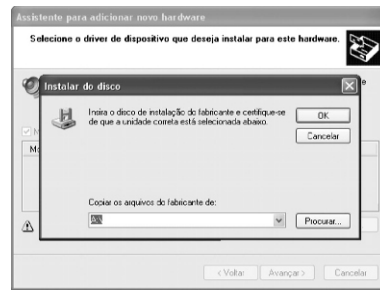 Assistente para adicionar novo hardware
Selecione o driver de dispositivo que deseja instalar para este hardware.
Instalar do disco
Insira o disco de instalação do fabricante e certifique-se
de que a unidade correta está selecionada abaixo.
OK
Cancelar
Copiar os arquivos do fabricante de:
A:\
Procurar...
< Voltar
Avançar >
Cancelar